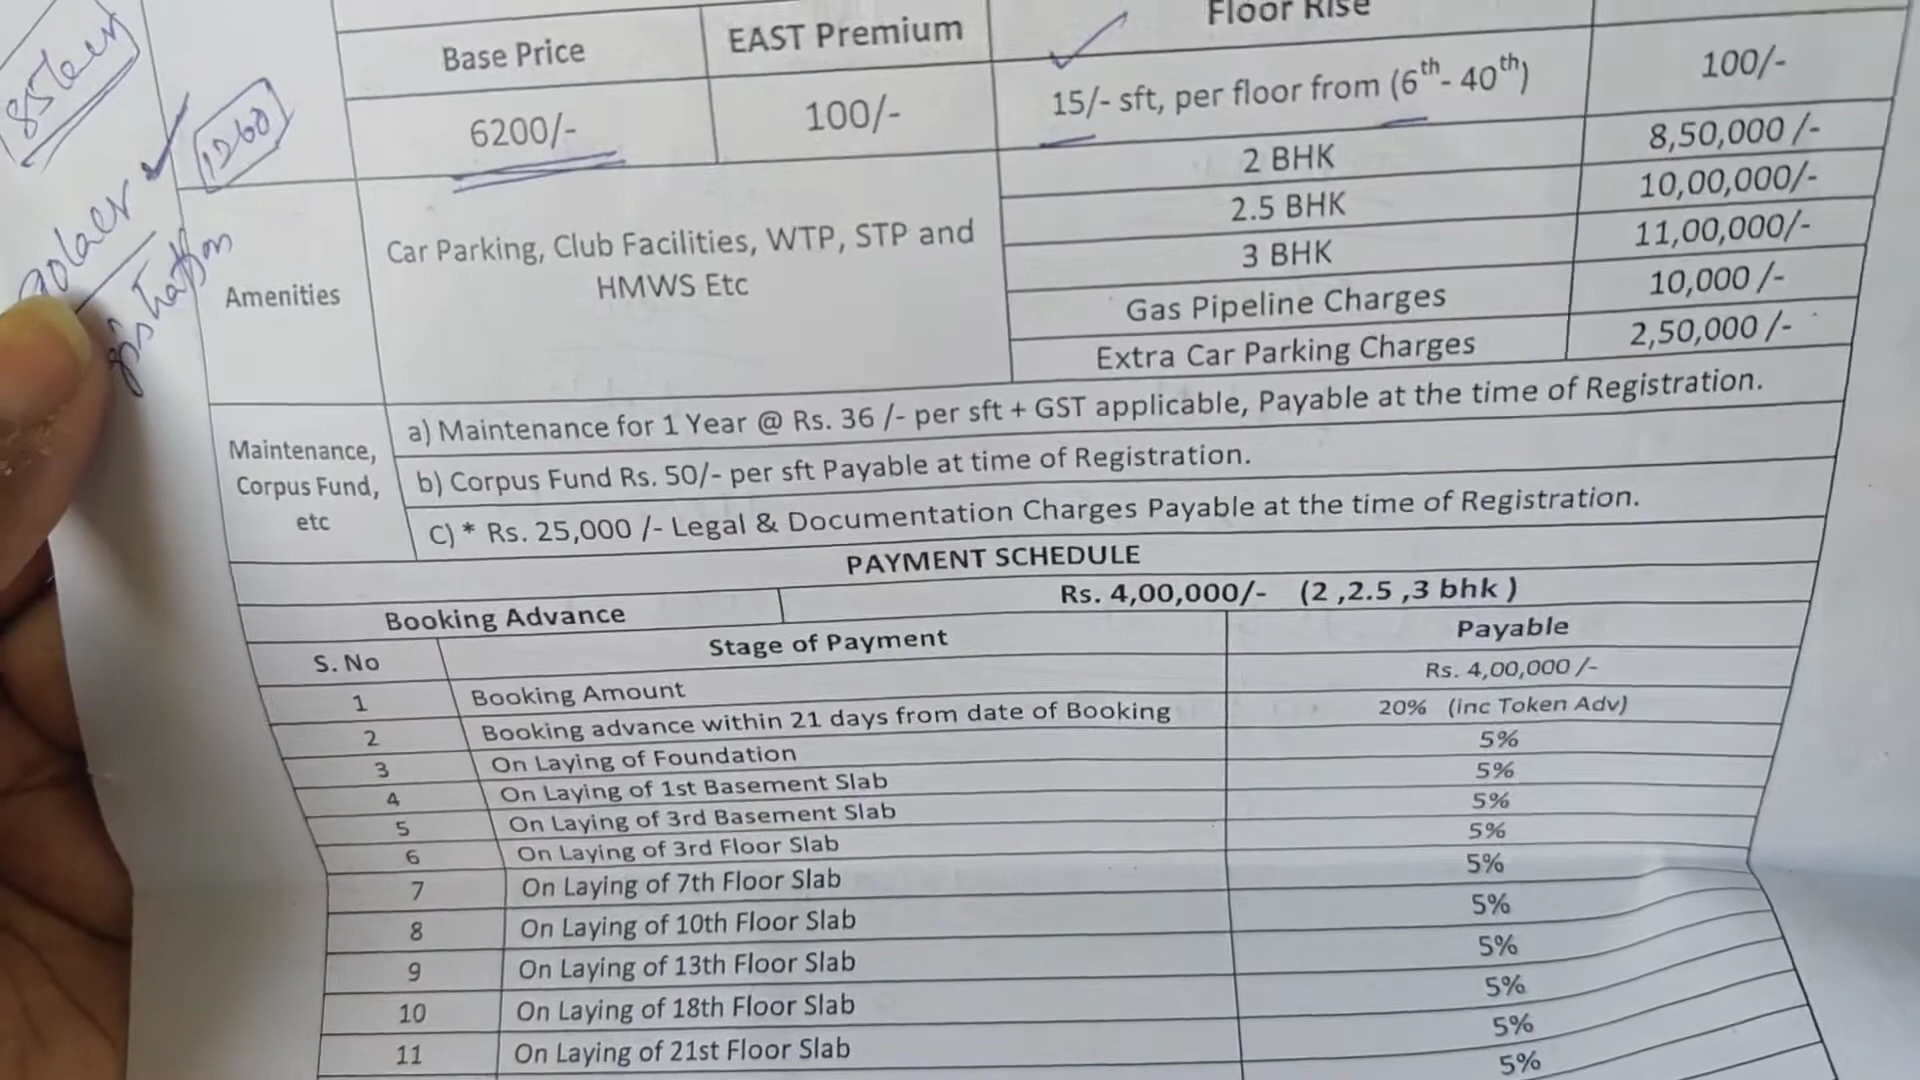 Floor Rise
Base Price
EAST Premium
6200/-
100/-
15/- sft, per floor from (6th- 40th)
100/-
1260
Amenities
Car Parking, Club Facilities, WTP, STP and
HMWS Etc
2 BHK
8,50,000 /-
2.5 BHK
10,00,000/-
3 BHK
11,00,000/-
Gas Pipeline Charges
10,000 /-
Extra Car Parking Charges
2,50,000 /-
Maintenance,
Corpus Fund,
etc
a) Maintenance for 1 Year @ Rs. 36 /- per sft + GST applicable, Payable at the time of Registration.
b) Corpus Fund Rs. 50/- per sft Payable at time of Registration.
C) * Rs. 25,000 /- Legal & Documentation Charges Payable at the time of Registration.
PAYMENT SCHEDULE
Booking Advance
Rs. 4,00,000/- (2 ,2.5 ,3 bhk )
S. No
Stage of Payment
Payable
1
Booking Amount
Rs. 4,00,000 /-
2
Booking advance within 21 days from date of Booking
20% (inc Token Adv)
3
On Laying of Foundation
5%
4
On Laying of 1st Basement Slab
5%
5
On Laying of 3rd Basement Slab
5%
6
On Laying of 3rd Floor Slab
5%
7
On Laying of 7th Floor Slab
5%
8
On Laying of 10th Floor Slab
5%
9
On Laying of 13th Floor Slab
5%
10
On Laying of 18th Floor Slab
5%
11
On Laying of 21st Floor Slab
5%
5%